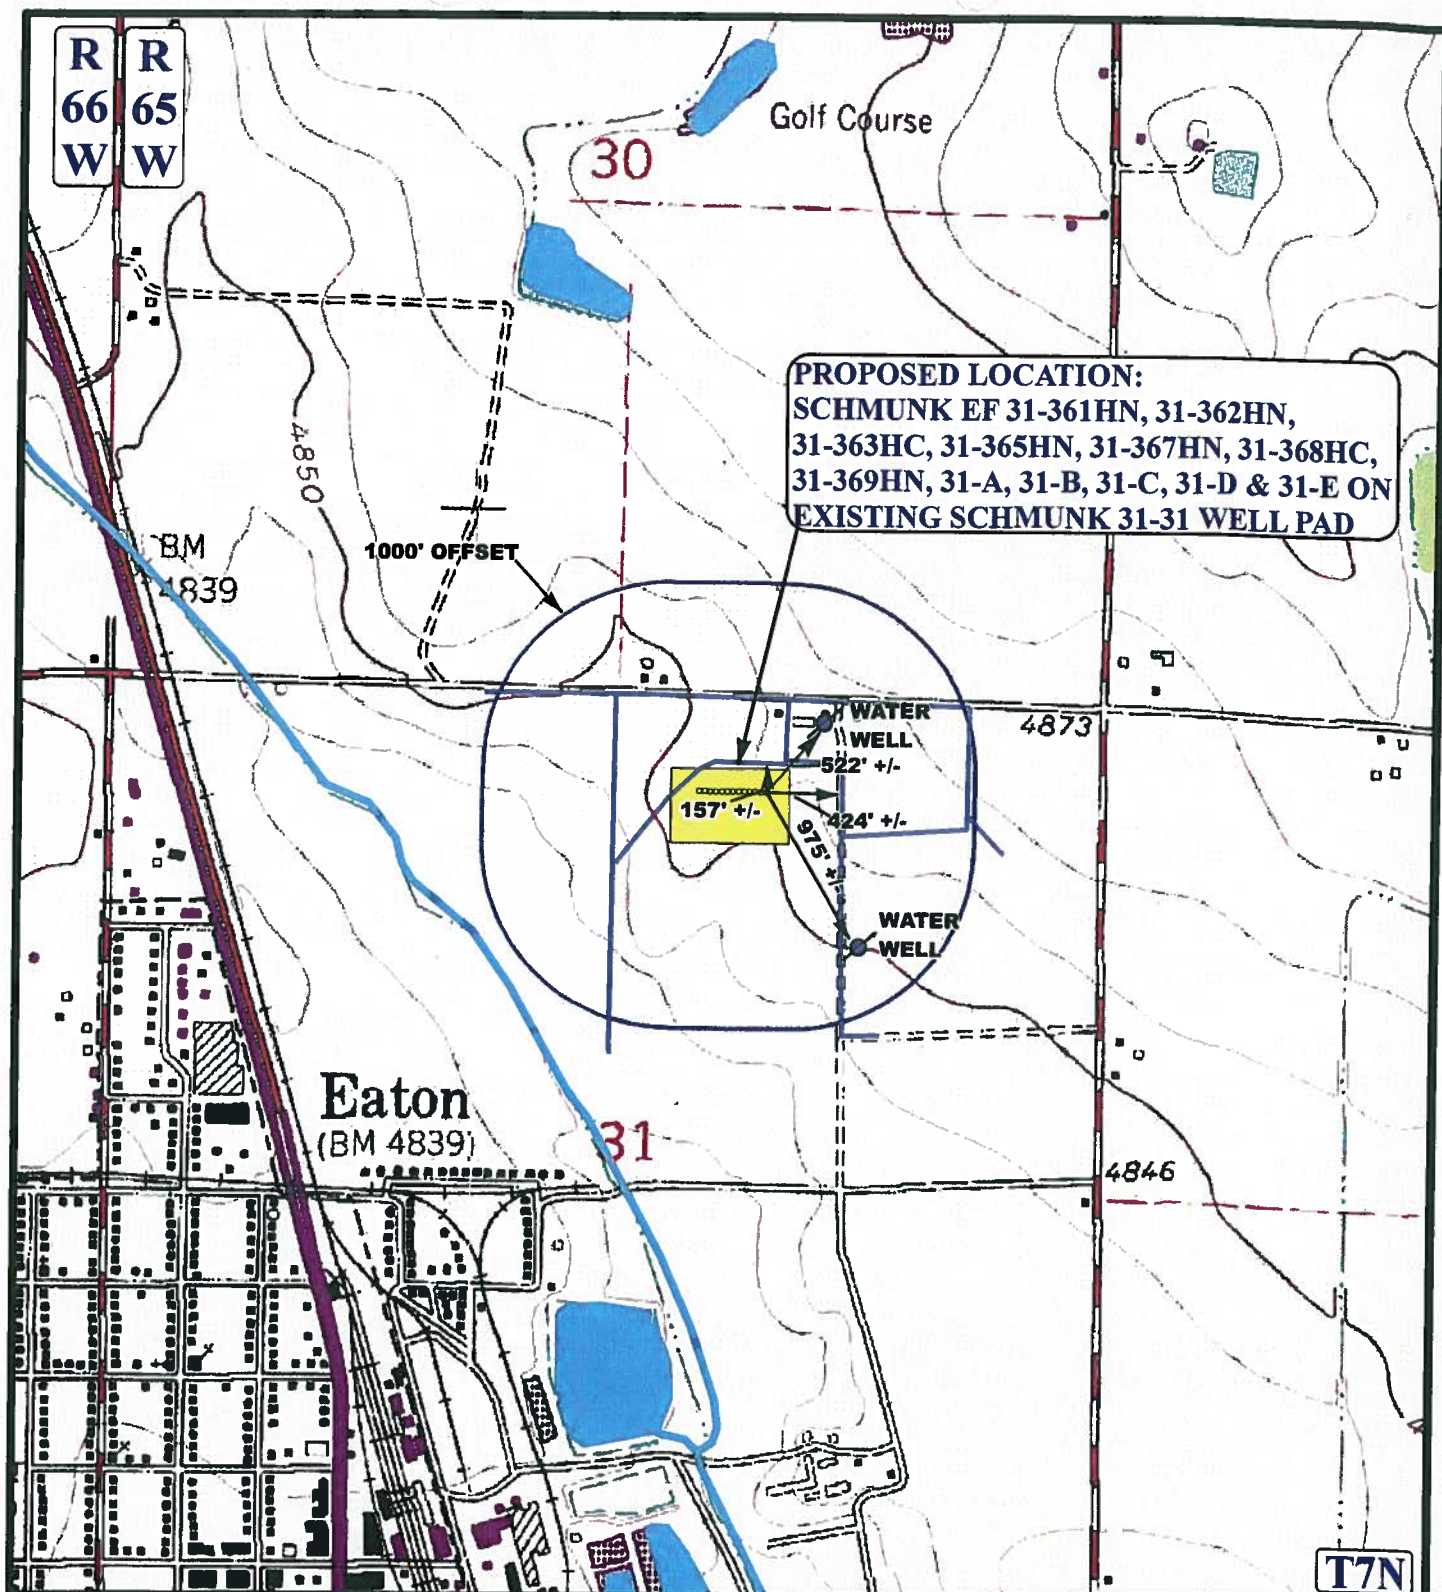 R
66
W
R
65
W
Golf Course
30
PROPOSED LOCATION:
SCHMUNK EF 31-361HN, 31-362HN,
31-363HC, 31-365HN, 31-367HN, 31-368HC,
31-369HN, 31-A, 31-B, 31-C, 31-D & 31-E ON
EXISTING SCHMUNK 31-31 WELL PAD
4850
BM
4839
1000' OFFSET
WATER
WELL
4873
522' +/-
157' +/-
424' +/-
975' +/-
WATER
WELL
Eaton
(BM 4839)
31
4846
T7N